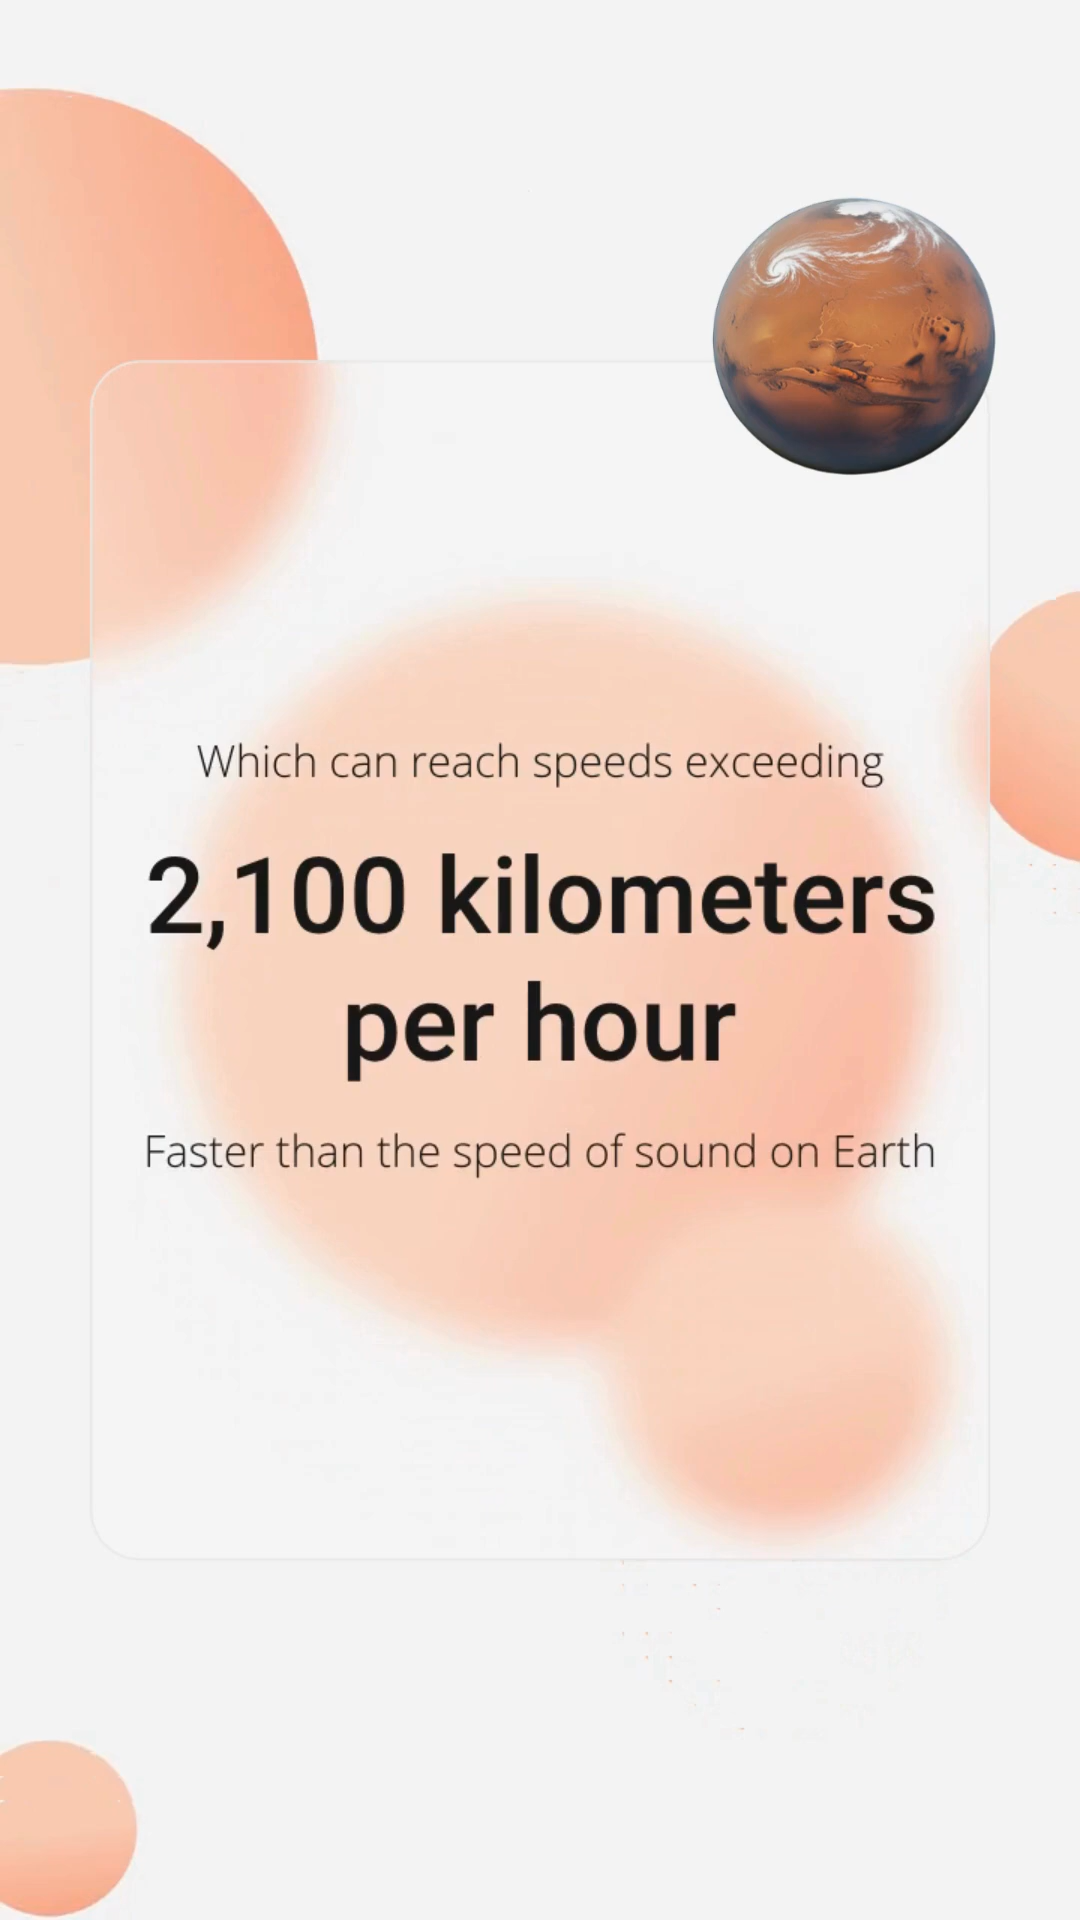 Which can reach speeds exceeding
2,100 kilometers
per hour
Faster than the speed of sound on Earth